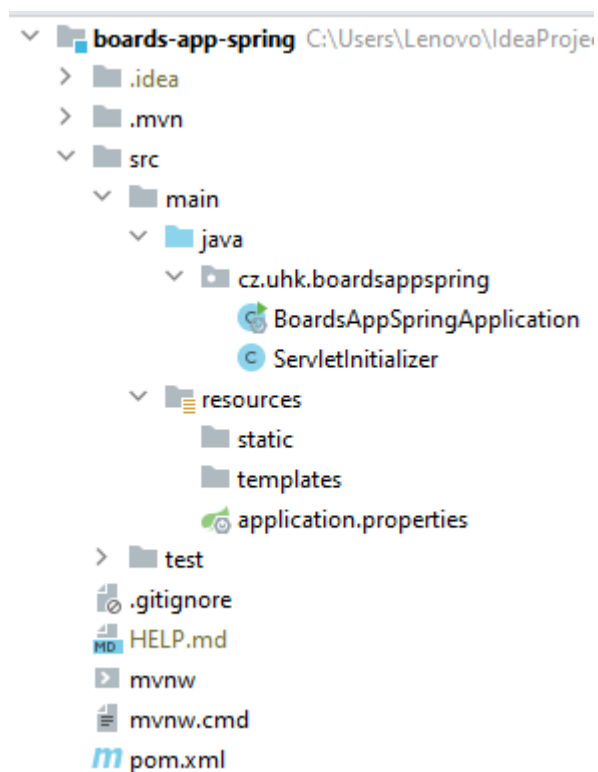 boards-app-spring C:\Users\Lenovo\IdeaProje
.idea
.mvn
src
main
java
cz.uhk.boardsappspring
BoardsAppSpringApplication
ServletInitializer
resources
static
templates
application.properties
test
.gitignore
HELP.md
mvnw
mvnw.cmd
pom.xml